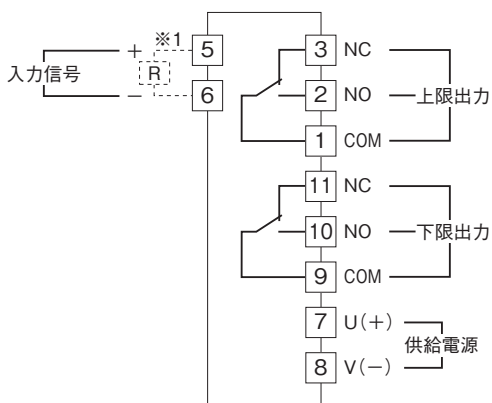 ※1
入力信号
+
R
−
5
6
3 NC
2 NO 上限出力
1 COM
11 NC
10 NO 下限出力
9 COM
7 U(+)
供給電源
8 V(−)